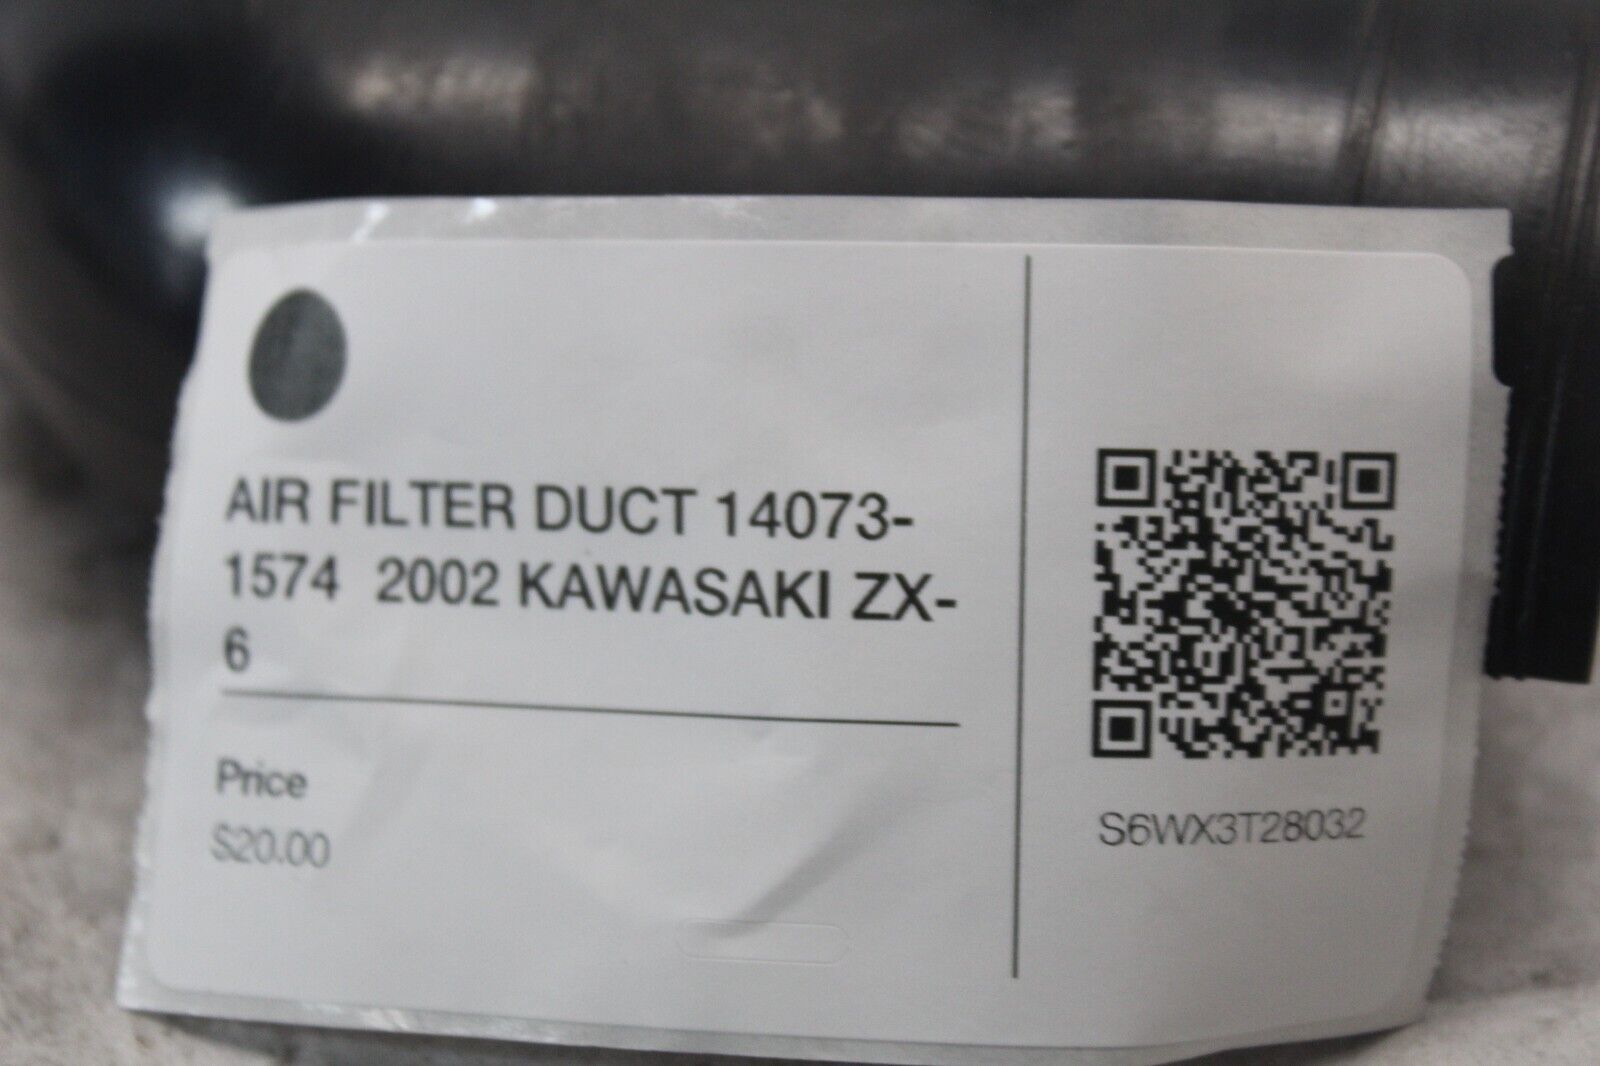 AIR FILTER DUCT 14073-
1574 2002 KAWASAKI ZX-
6
Price
$20.00
S6WX3T28032